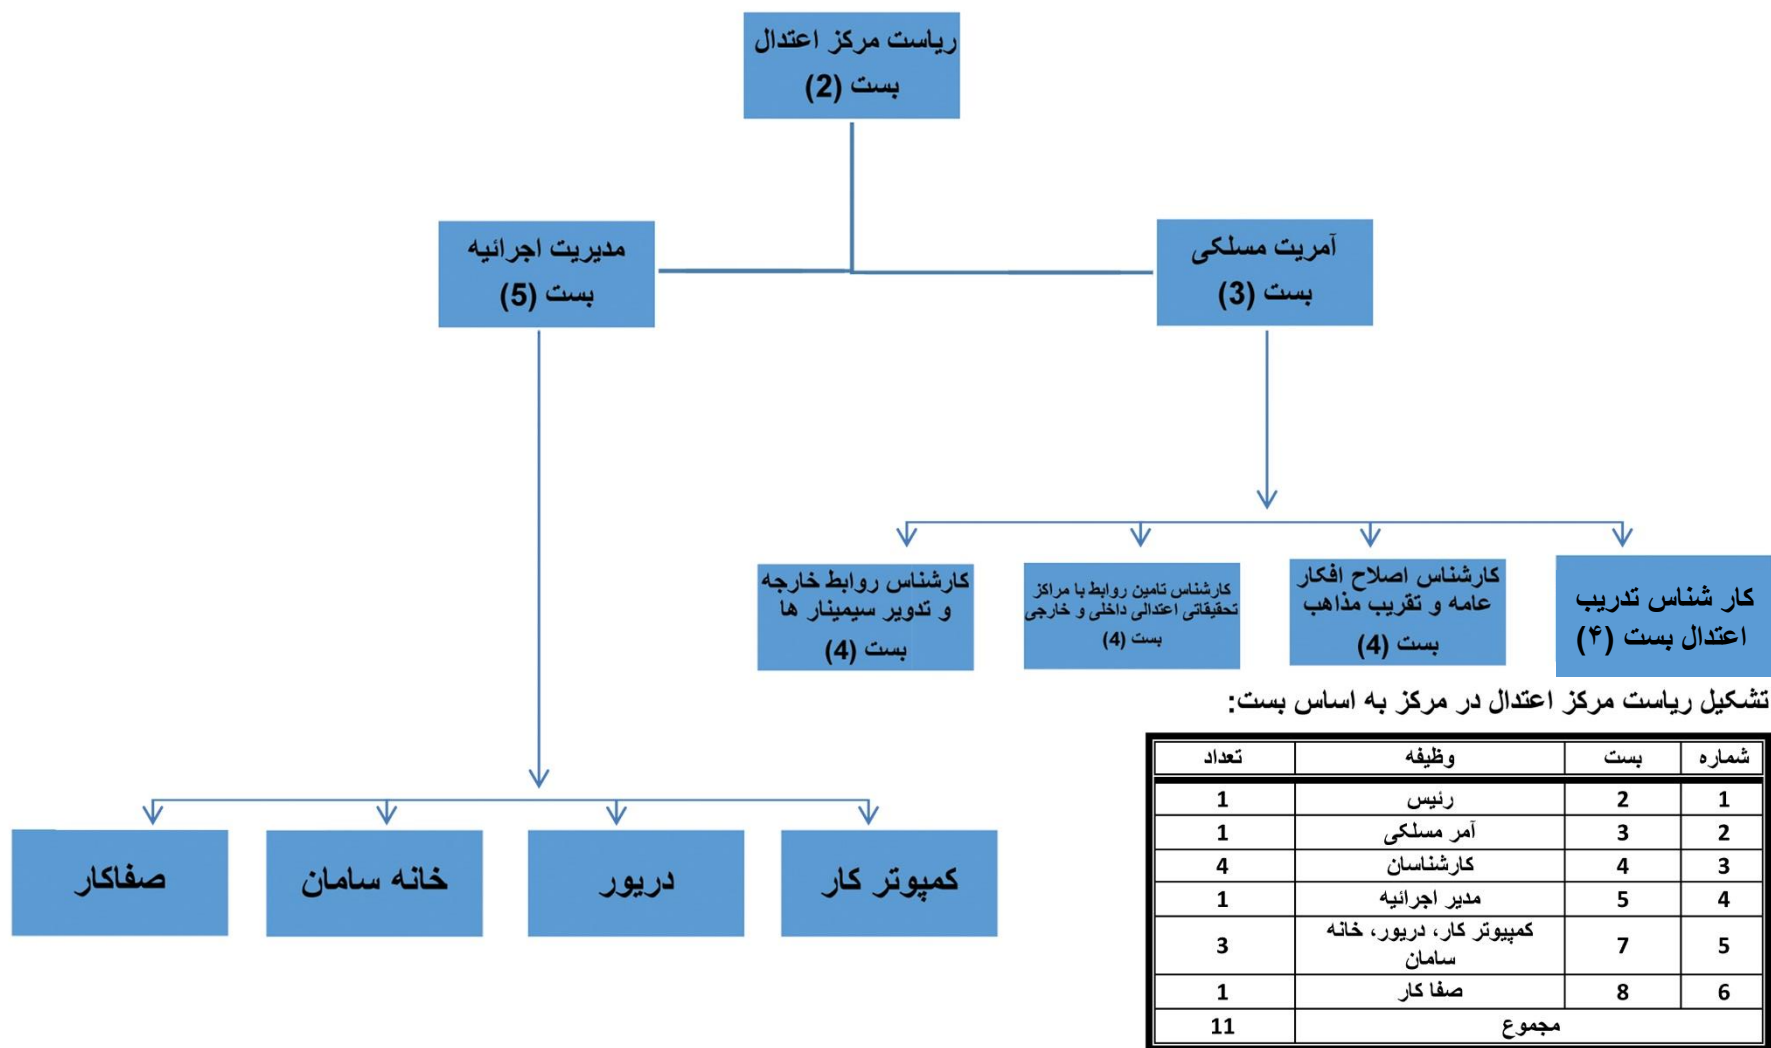 ریاست مرکز اعتدال
بست (2)
آمریت مسلکی
بست (3)
مدیریت اجرائیه
بست (5)
کار شناس تدریب
اعتدال بست (۴)
کارشناس اصلاح افکار
عامه و تقریب مذاهب
بست (4)
کارشناس تامین روابط با مراکز
تحقیقاتی اعتدالی داخلی و خارجی
بست (4)
کارشناس روابط خارجه
و تدویر سیمینار ها
بست (4)
کمپوتر کار
دریور
خانه سامان
صفاکار
تشکیل ریاست مرکز اعتدال در مرکز به اساس بست:
شماره بست وظیفه تعداد
1 2 رئیس 1
2 3 آمر مسلکی 1
3 4 کارشناسان 4
4 5 مدیر اجرائیه 1
5 7 کمپیوتر کار، دریور، خانه 3
سامان
6 8 صفا کار 1
مجموع 11